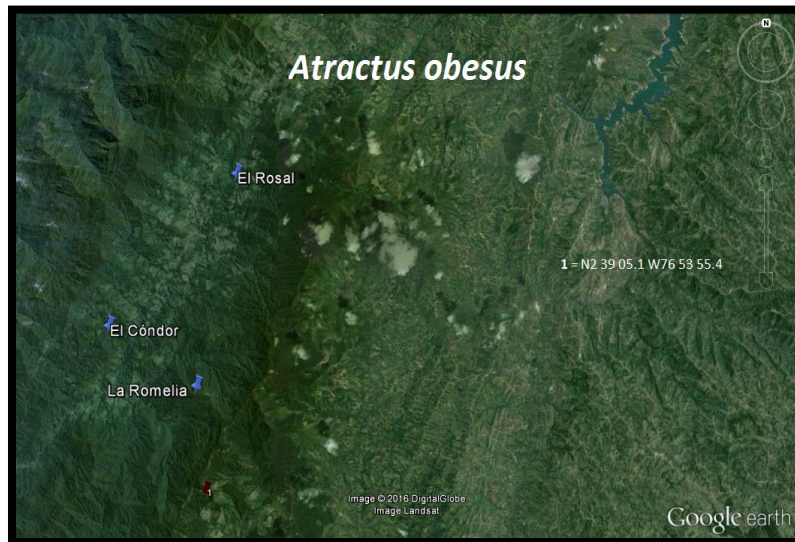 N
Atractus obesus
El Rosal
1 = N2 39 05.1 W76 53 55.4
El Cóndor
La Romelia
1
Image © 2016 DigitalGlobe
Image Landsat
Google earth